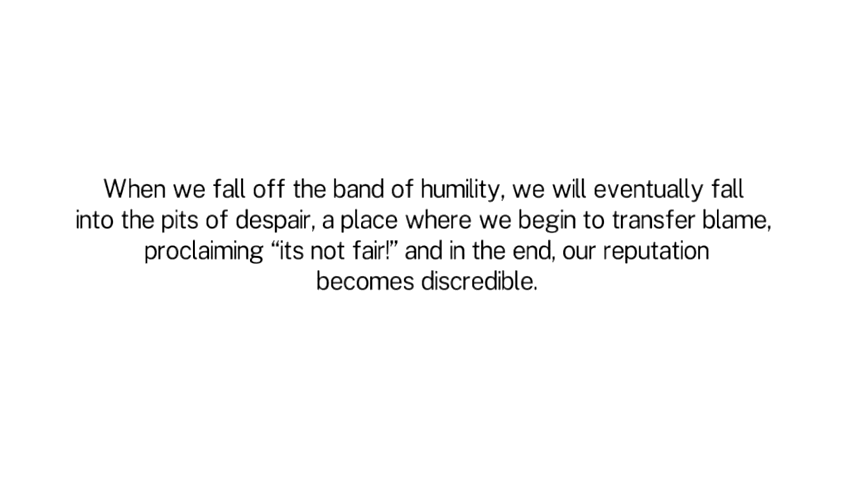 When we fall off the band of humility, we will eventually fall
into the pits of despair, a place where we begin to transfer blame,
proclaiming “its not fair!” and in the end, our reputation
becomes discredible.